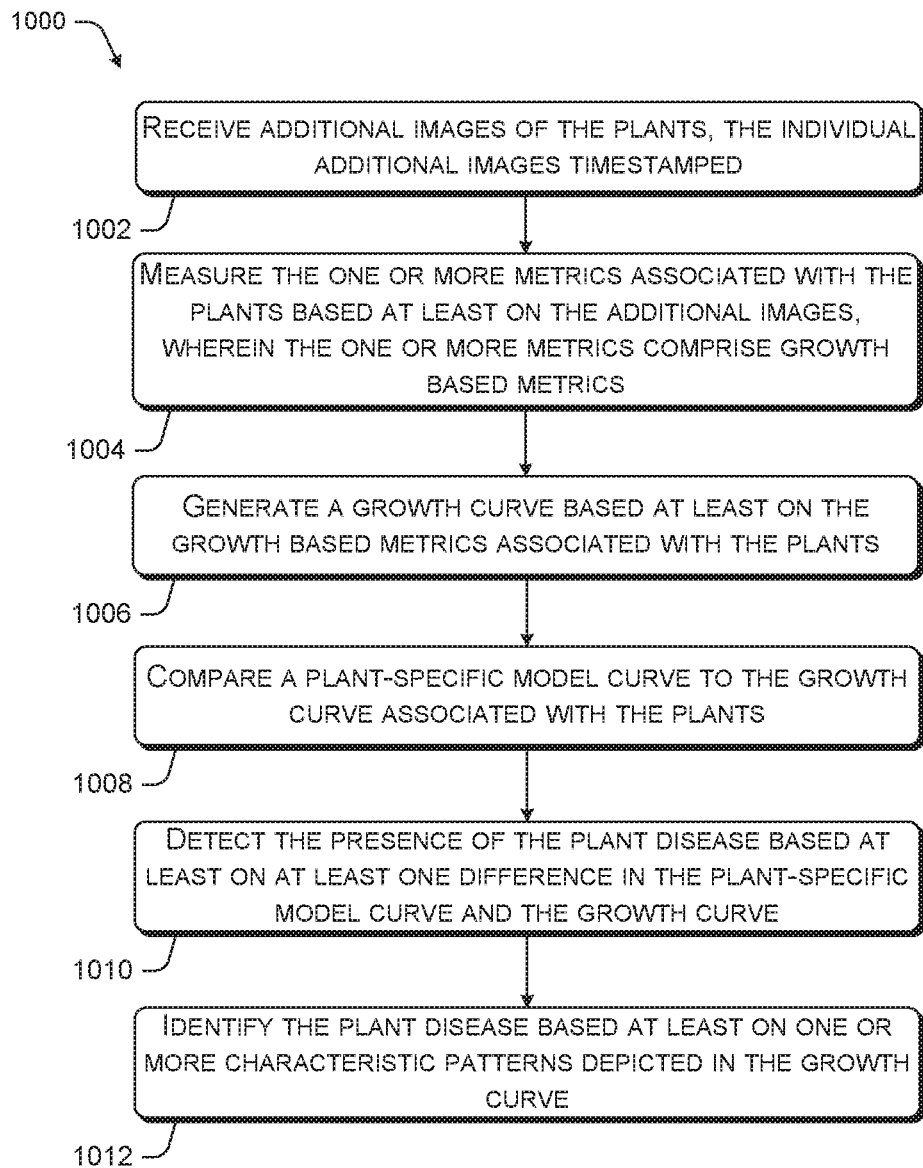 1000
RECEIVE ADDITIONAL IMAGES OF THE PLANTS, THE INDIVIDUAL
ADDITIONAL IMAGES TIMESTAMPED
1002
MEASURE THE ONE OR MORE METRICS ASSOCIATED WITH THE
PLANTS BASED AT LEAST ON THE ADDITIONAL IMAGES,
WHEREIN THE ONE OR MORE METRICS COMPRISE GROWTH
BASED METRICS
1004
GENERATE A GROWTH CURVE BASED AT LEAST ON THE
GROWTH BASED METRICS ASSOCIATED WITH THE PLANTS
1006
COMPARE A PLANT-SPECIFIC MODEL CURVE TO THE GROWTH
CURVE ASSOCIATED WITH THE PLANTS
1008
DETECT THE PRESENCE OF THE PLANT DISEASE BASED AT
LEAST ON AT LEAST ONE DIFFERENCE IN THE PLANT-SPECIFIC
MODEL CURVE AND THE GROWTH CURVE
1010
IDENTIFY THE PLANT DISEASE BASED AT LEAST ON ONE OR
MORE CHARACTERISTIC PATTERNS DEPICTED IN THE GROWTH
CURVE
1012